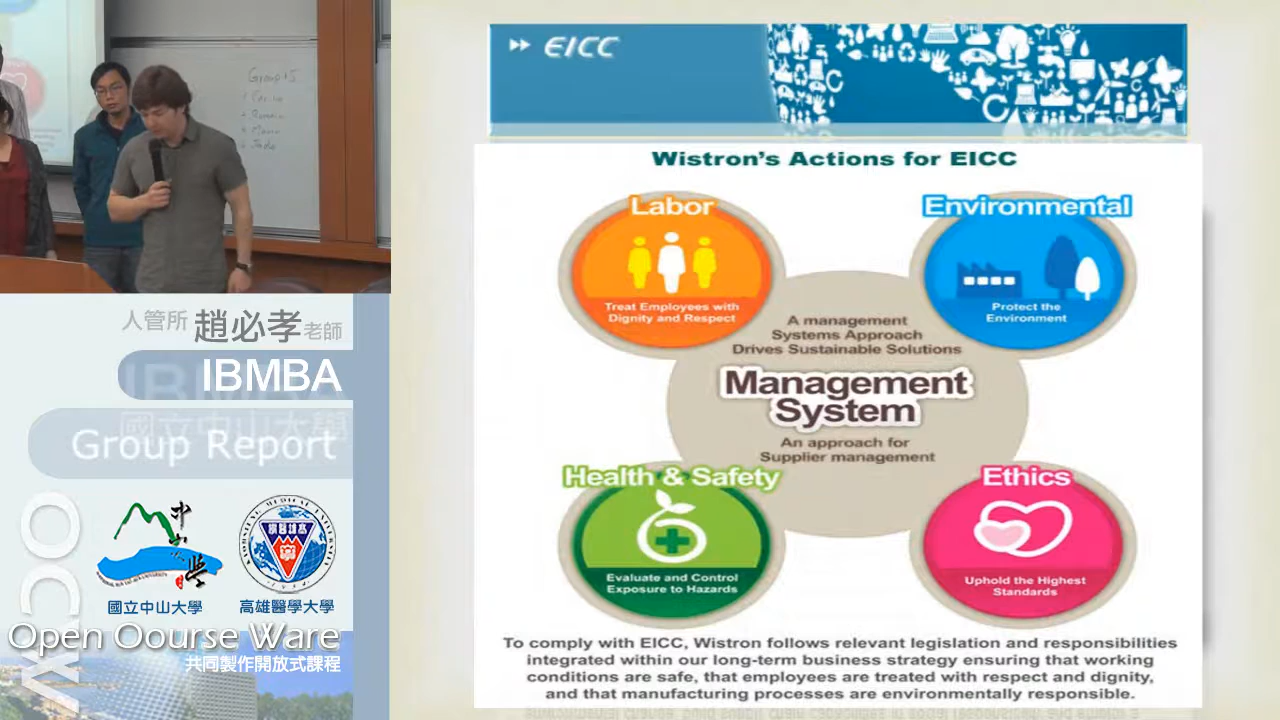 Group 1
人管所 趙必孝老師
IBMBA
Group Report
國立中山大學
高雄醫學大學
Open Oourse Ware
共同製作開放式課程
OCW
EICC
Wistron's Actions for EICC
Labor
Treat Employees with
Dignity and Respect
Environmental
Protect the
Environment
A management
Systems Approach
Drives Sustainable Solutions
Management
System
An approach for
Supplier management
Health & Safety
Evaluate and Control
Exposure to Hazards
Ethics
Uphold the Highest
Standards
To comply with EICC, Wistron follows relevant legislation and responsibilities
integrated within our long-term business strategy ensuring that working
conditions are safe, that employees are treated with respect and dignity,
and that manufacturing processes are environmentally responsible.